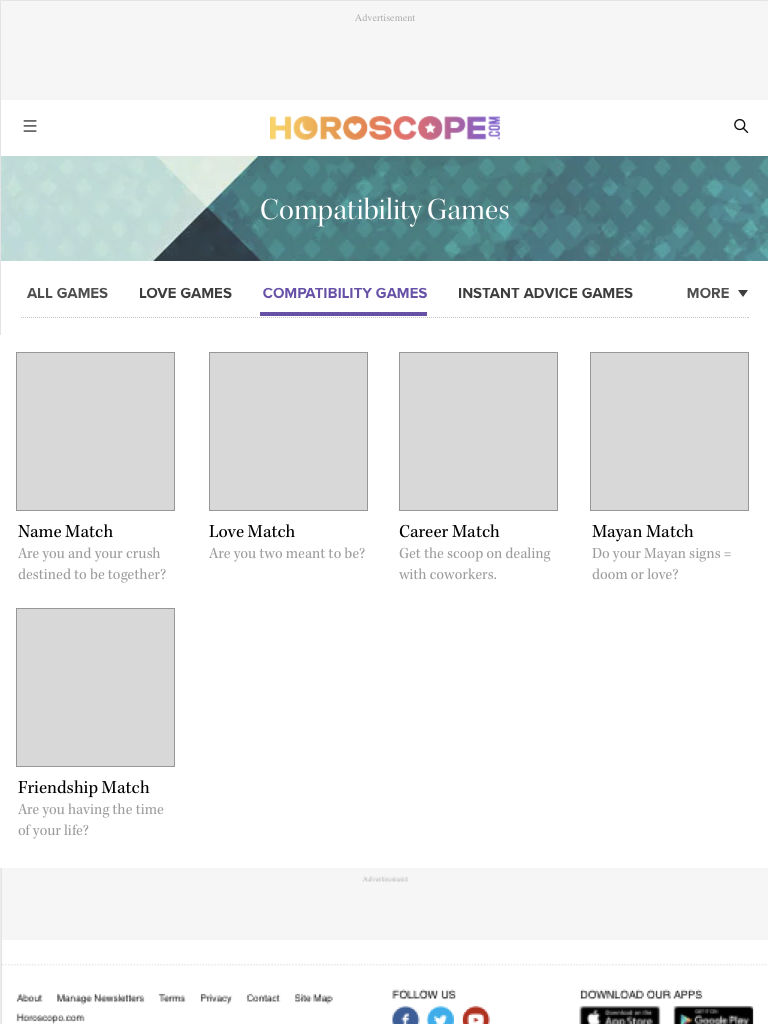 Advertisement
HOROSCOPE.COM
Compatibility Games
ALL GAMES LOVE GAMES COMPATIBILITY GAMES INSTANT ADVICE GAMES MORE
Name Match Love Match Career Match Mayan Match
Are you and your crush Are you two meant to be? Get the scoop on dealing Do your Mayan signs =
destined to be together? with coworkers. doom or love?
Friendship Match
Are you having the time
of your life?
Advertisement
About Manage Newsletters Terms Privacy Contact Site Map FOLLOW US DOWNLOAD OUR APPS
Horoscopo.com
Download on the GET IT ON
App Store Google Play